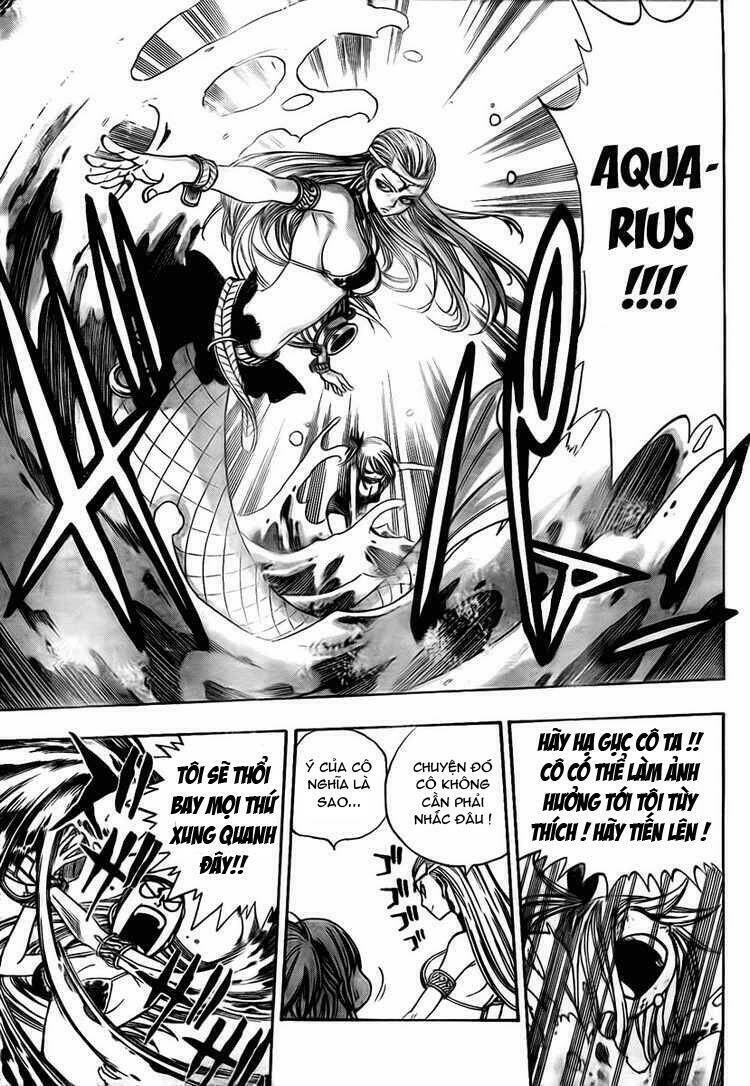 AQUA-
RIUS
!!!!
HÃY HẠ GỤC CÔ TA !!
CÔ CÓ THỂ LÀM ẢNH
HƯỞNG TỚI TÔI TÙY
THÍCH ! HÃY TIẾN LÊN !
CHUYỆN ĐÓ
CÔ KHÔNG
CẦN PHẢI
NHẮC ĐÂU !
Ý CỦA CÔ
NGHĨA LÀ
SAO...
TÔI SẼ THỔI
BAY MỌI THỨ
XUNG QUANH
ĐÂY!!